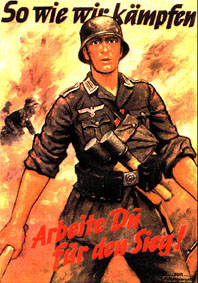 So wie wir kämpfen
Arbeite Du
für den Sieg!